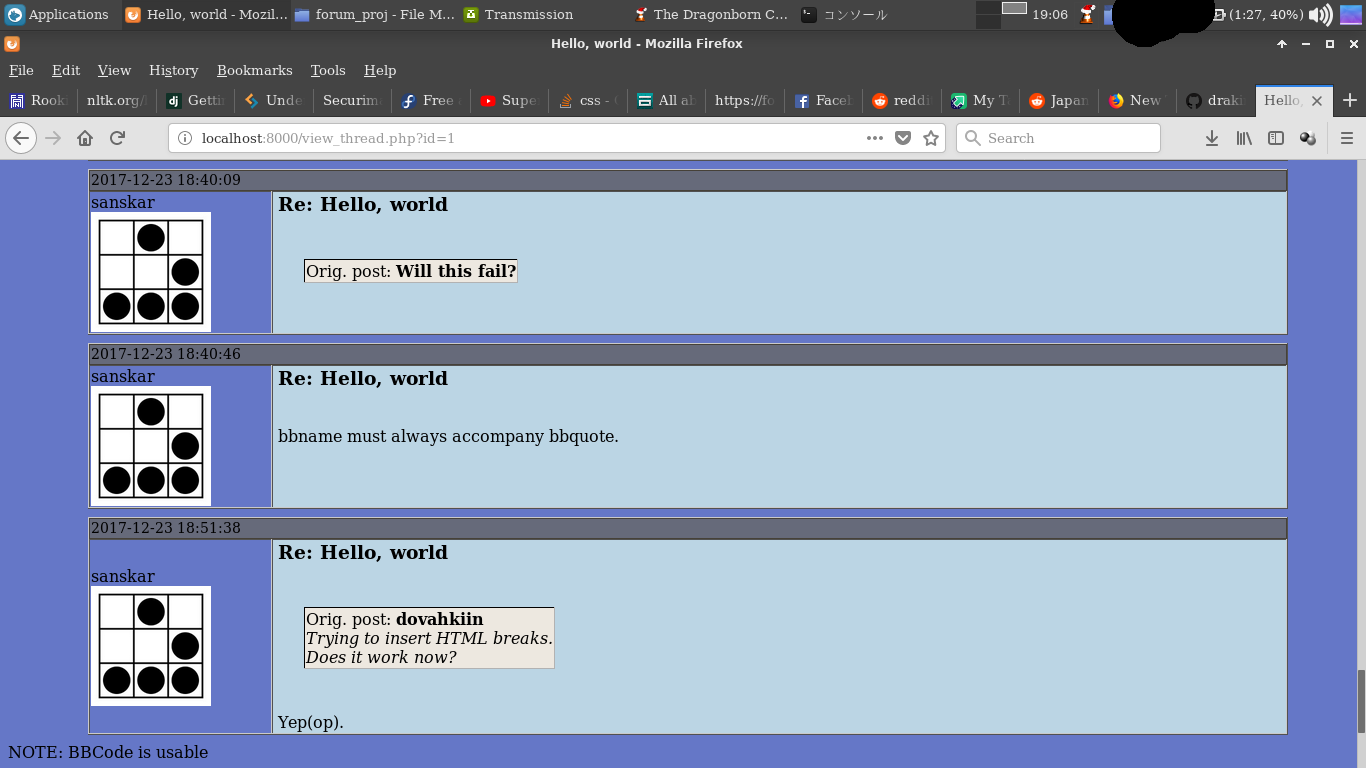 Applications Hello, world - Mozil... forum_proj - File M... Transmission The Dragonborn C... コンソール 19:06 (1:27, 40%)
Hello, world - Mozilla Firefox
File Edit View History Bookmarks Tools Help
Rook nltk.org/ dj Getti Unde Securim Free Supe css - All ab https://fo Faceb reddi My T Japan New drak Hello,
localhost:8000/view_thread.php?id=1 Search
2017-12-23 18:40:09
sanskar Re: Hello, world
Orig. post: Will this fail?
2017-12-23 18:40:46
sanskar Re: Hello, world
bbname must always accompany bbquote.
2017-12-23 18:51:38
Re: Hello, world
sanskar
Orig. post: dovahkiin
Trying to insert HTML breaks.
Does it work now?
Yep(op).
NOTE: BBCode is usable